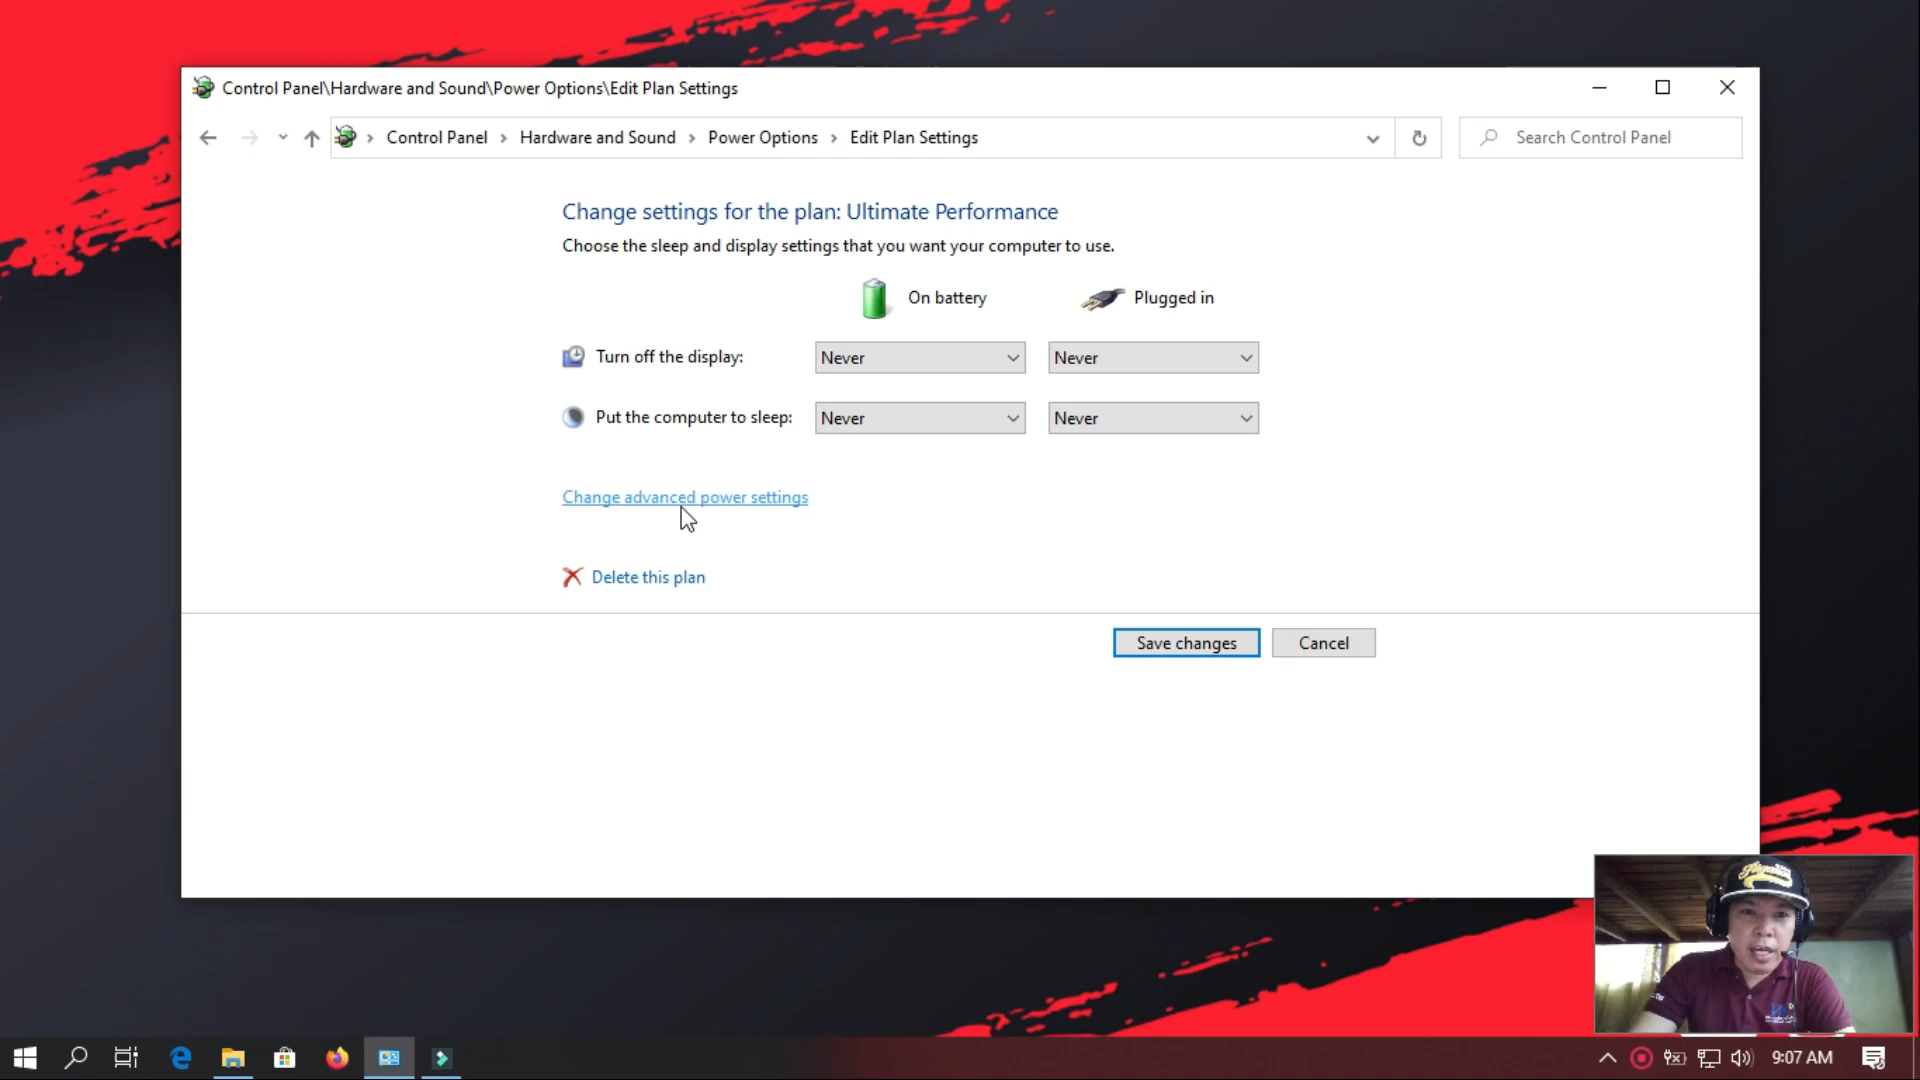 Control Panel\Hardware and Sound\Power Options\Edit Plan Settings
Control Panel
Hardware and Sound
Power Options
Edit Plan Settings
Search Control Panel
Change settings for the plan: Ultimate Performance
Choose the sleep and display settings that you want your computer to use.
On battery
Plugged in
Turn off the display:
Never
Never
Put the computer to sleep:
Never
Never
Change advanced power settings
Delete this plan
Save changes
Cancel
9:07 AM